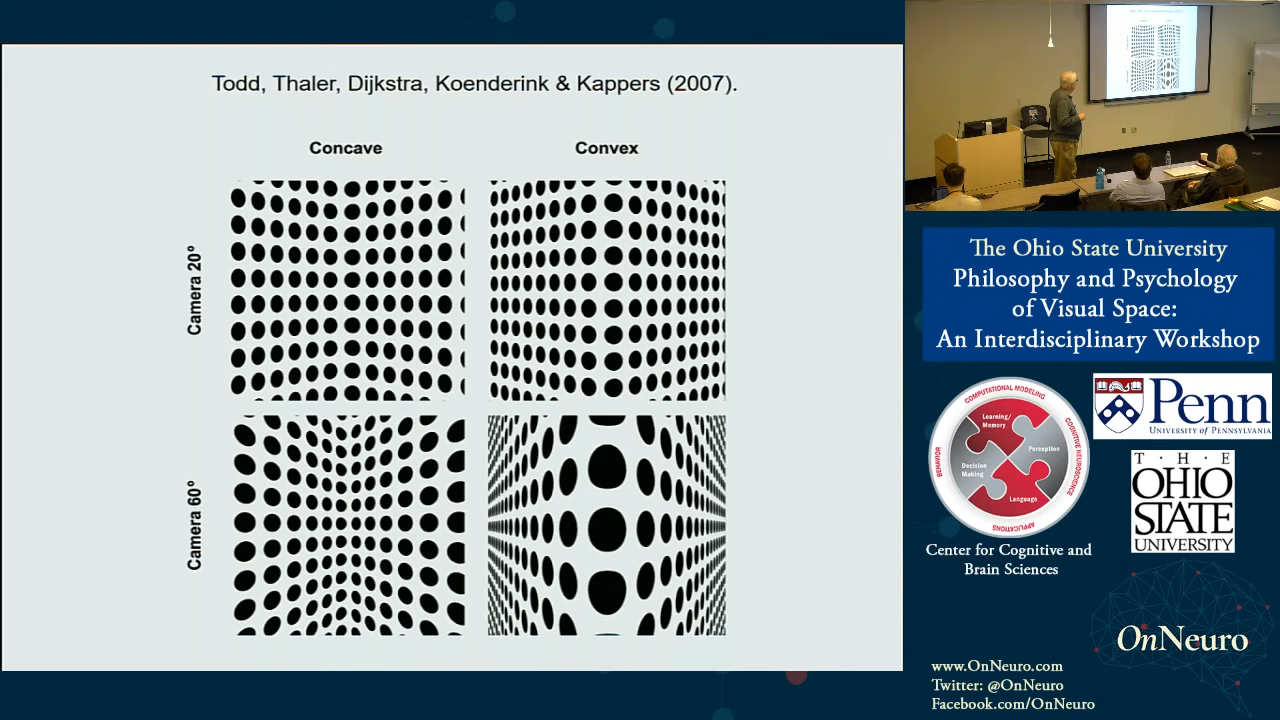 Todd, Thaler, Dijkstra, Koenderink & Kappers (2007).
Concave
Convex
Camera 20º
Camera 60º
The Ohio State University
Philosophy and Psychology
of Visual Space:
An Interdisciplinary Workshop
COMPUTATIONAL MODELING
COGNITIVE NEUROSCIENCE
APPLICATIONS
BEHAVIOR
Learning/
Memory
Perception
Decision
Making
Language
Center for Cognitive and
Brain Sciences
Penn
UNIVERSITY OF PENNSYLVANIA
T · H · E
OHIO
STATE
UNIVERSITY
OnNeuro
www.OnNeuro.com
Twitter: @OnNeuro
Facebook.com/OnNeuro